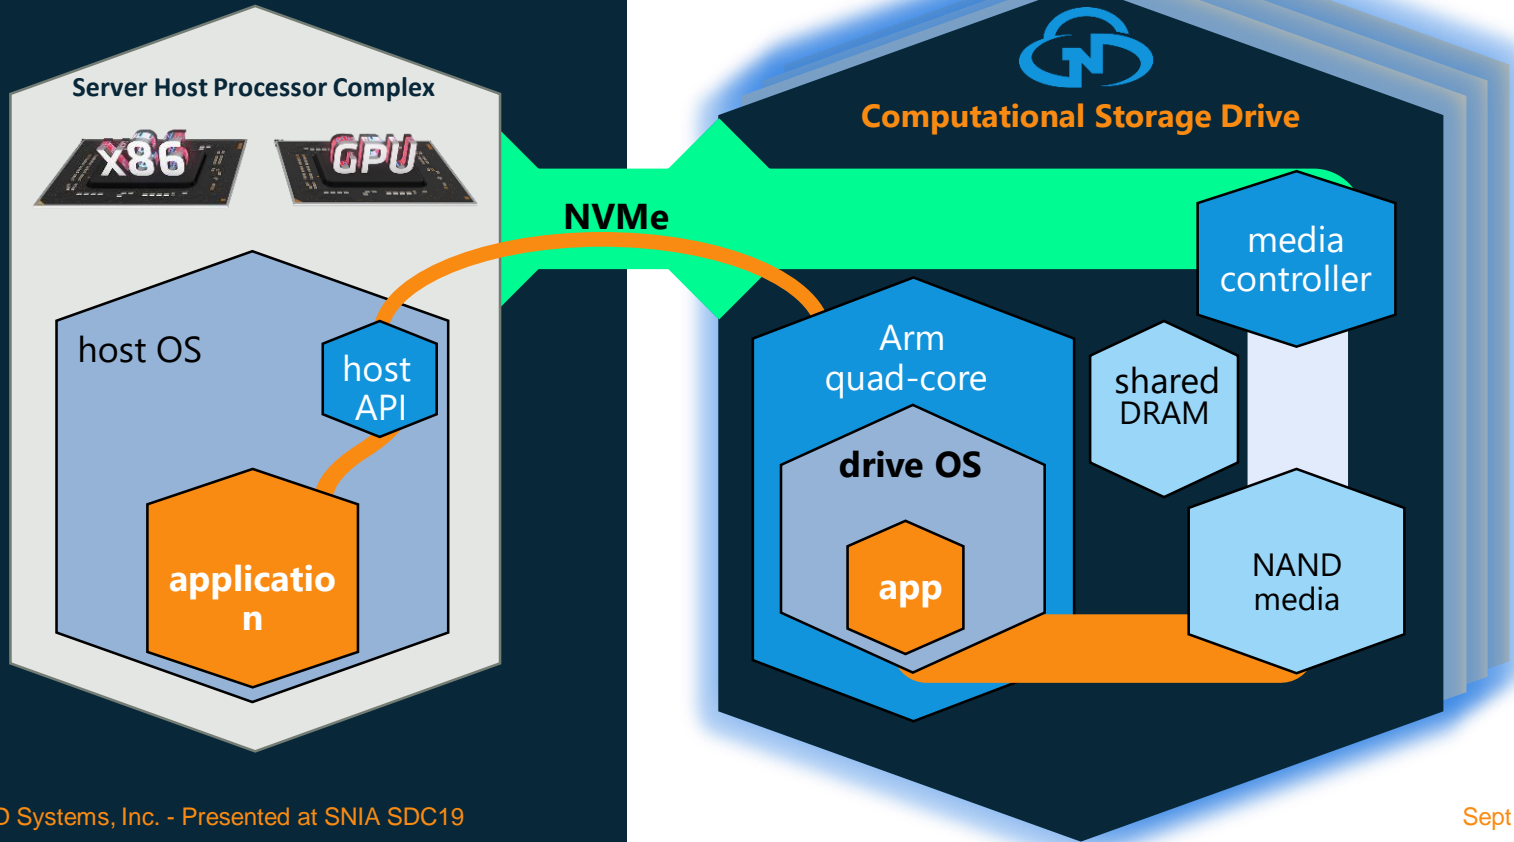 Server Host Processor Complex
x86
GPU
host OS
host
API
applicatio
n
NVMe
Computational Storage Drive
media
controller
Arm
quad-core
shared
DRAM
drive OS
app
NAND
media
D Systems, Inc. - Presented at SNIA SDC19
Sept